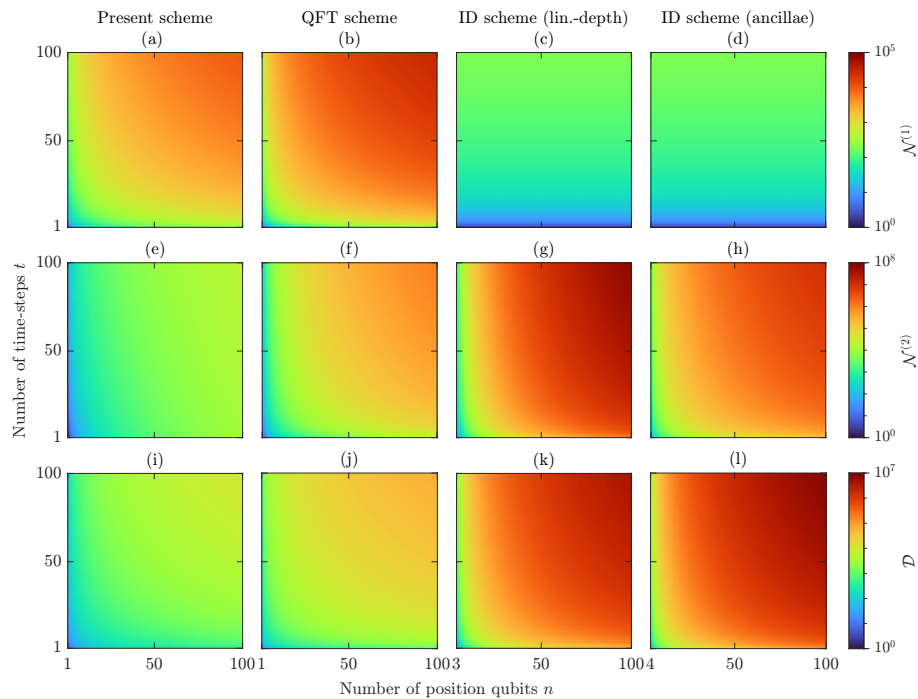 Present scheme QFT scheme ID scheme (lin.-depth) ID scheme (ancillae)
(a) (b) (c) (d)
100 10^5
50 𝒩^(1)
1 10^0
(e) (f) (g) (h)
100 10^8
Number of time-steps t
50 𝒩^(2)
1 10^0
(i) (j) (k) (l)
100 10^7
50 𝒟
1 10^0
1 50 100 1 50 100 3 50 100 4 50 100
Number of position qubits n